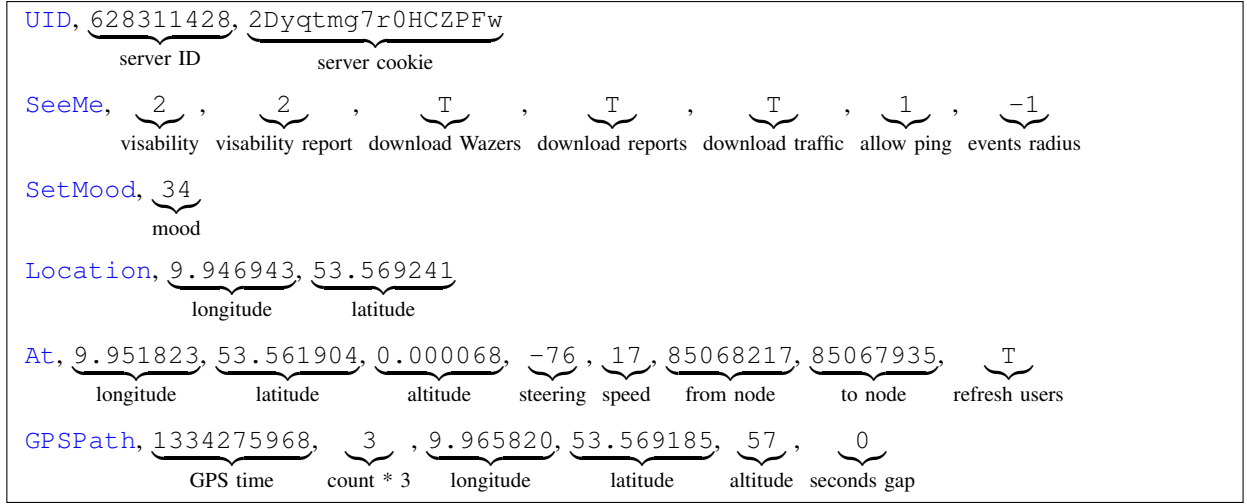 UID, 628311428, 2Dyqtmg7r0HCZPFw
server ID server cookie
SeeMe, 2 , 2 , T , T , T , 1 , -1
visability visability report download Wazers download reports download traffic allow ping events radius
SetMood, 34
mood
Location, 9.946943, 53.569241
longitude latitude
At, 9.951823, 53.561904, 0.000068, -76 , 17, 85068217, 85067935, T
longitude latitude altitude steering speed from node to node refresh users
GPSPath, 1334275968, 3 , 9.965820, 53.569185, 57 , 0
GPS time count * 3 longitude latitude altitude seconds gap